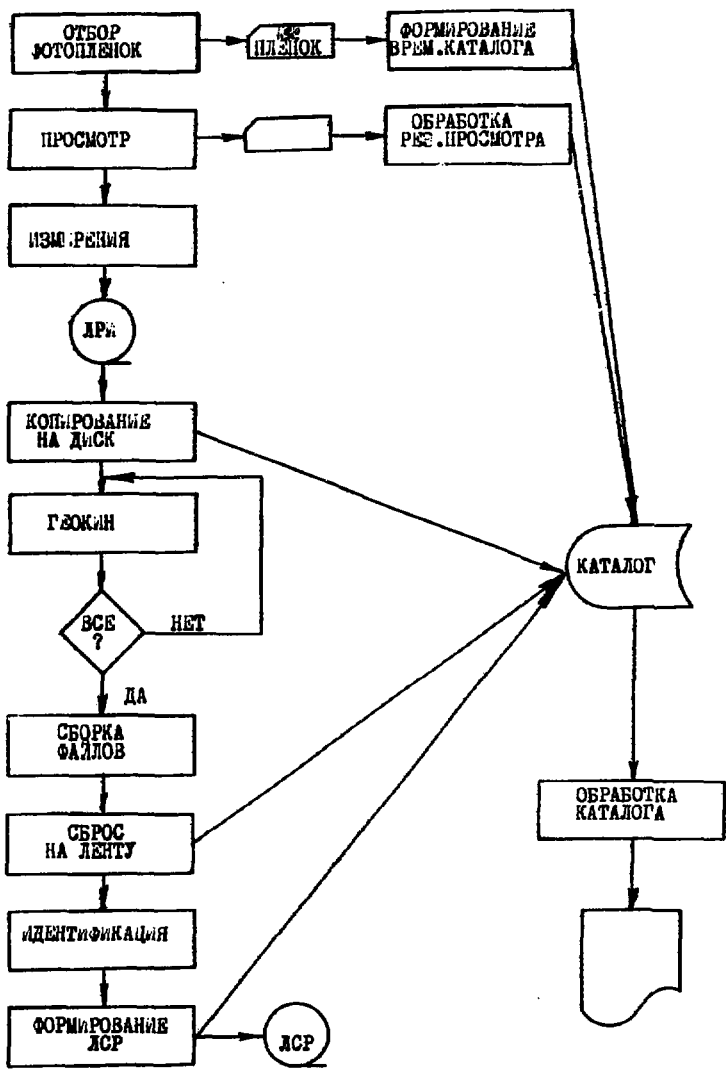 ОТБОР
ФОТОПЛЕНОК
ПЛЕНОК
ФОРМИРОВАНИЕ
ВРЕМ.КАТАЛОГА
ПРОСМОТР
ОБРАБОТКА
РЕЗ.ПРОСМОТРА
ИЗМЕРЕНИЯ
ЛРИ
КОПИРОВАНИЕ
НА ДИСК
ГЕОКИН
КАТАЛОГ
ВСЕ
?
НЕТ
ДА
СБОРКА
ФАЙЛОВ
ОБРАБОТКА
КАТАЛОГА
СБРОС
НА ЛЕНТУ
ИДЕНТИФИКАЦИЯ
ФОРМИРОВАНИЕ
ЛСР
ЛСР